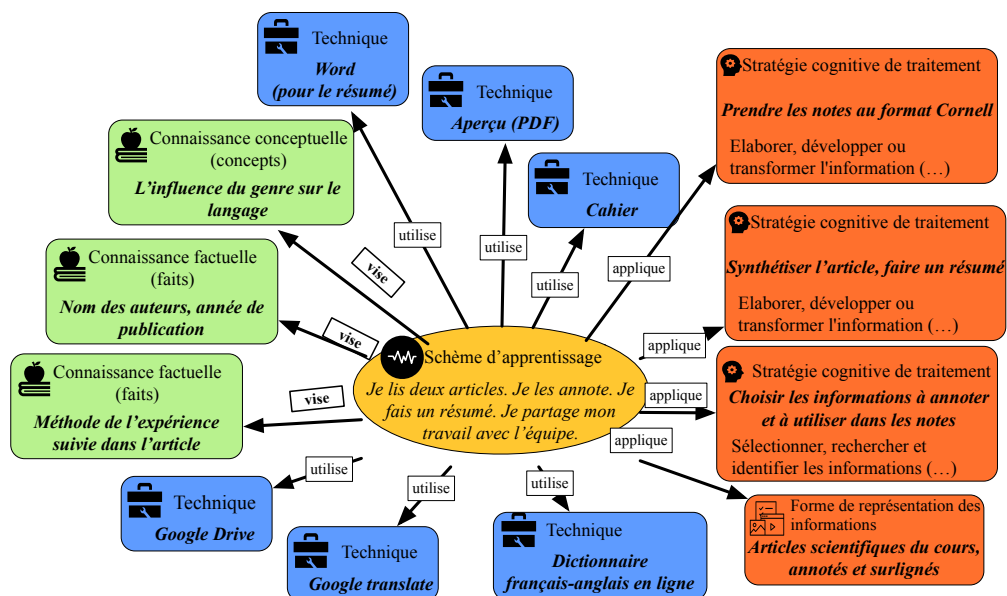 Technique
Word
(pour le résumé)
Technique
Aperçu (PDF)
Technique
Cahier
Stratégie cognitive de traitement
Prendre les notes au format Cornell
Elaborer, développer ou
transformer l'information (…)
Connaissance conceptuelle
(concepts)
L’influence du genre sur le
langage
Connaissance factuelle
(faits)
Nom des auteurs, année de
publication
Connaissance factuelle
(faits)
Méthode de l’expérience
suivie dans l’article
Stratégie cognitive de traitement
Synthétiser l’article, faire un résumé
Elaborer, développer ou
transformer l'information (…)
Stratégie cognitive de traitement
Choisir les informations à annoter
et à utiliser dans les notes
Sélectionner, rechercher et
identifier les informations (…)
Forme de représentation des
informations
Articles scientifiques du cours,
annotés et surlignés
utilise
utilise
utilise
applique
vise
vise
vise
applique
applique
applique
Schème d’apprentissage
Je lis deux articles. Je les annote. Je
fais un résumé. Je partage mon
travail avec l’équipe.
utilise
utilise
utilise
Technique
Google Drive
Technique
Google translate
Technique
Dictionnaire
français-anglais en ligne